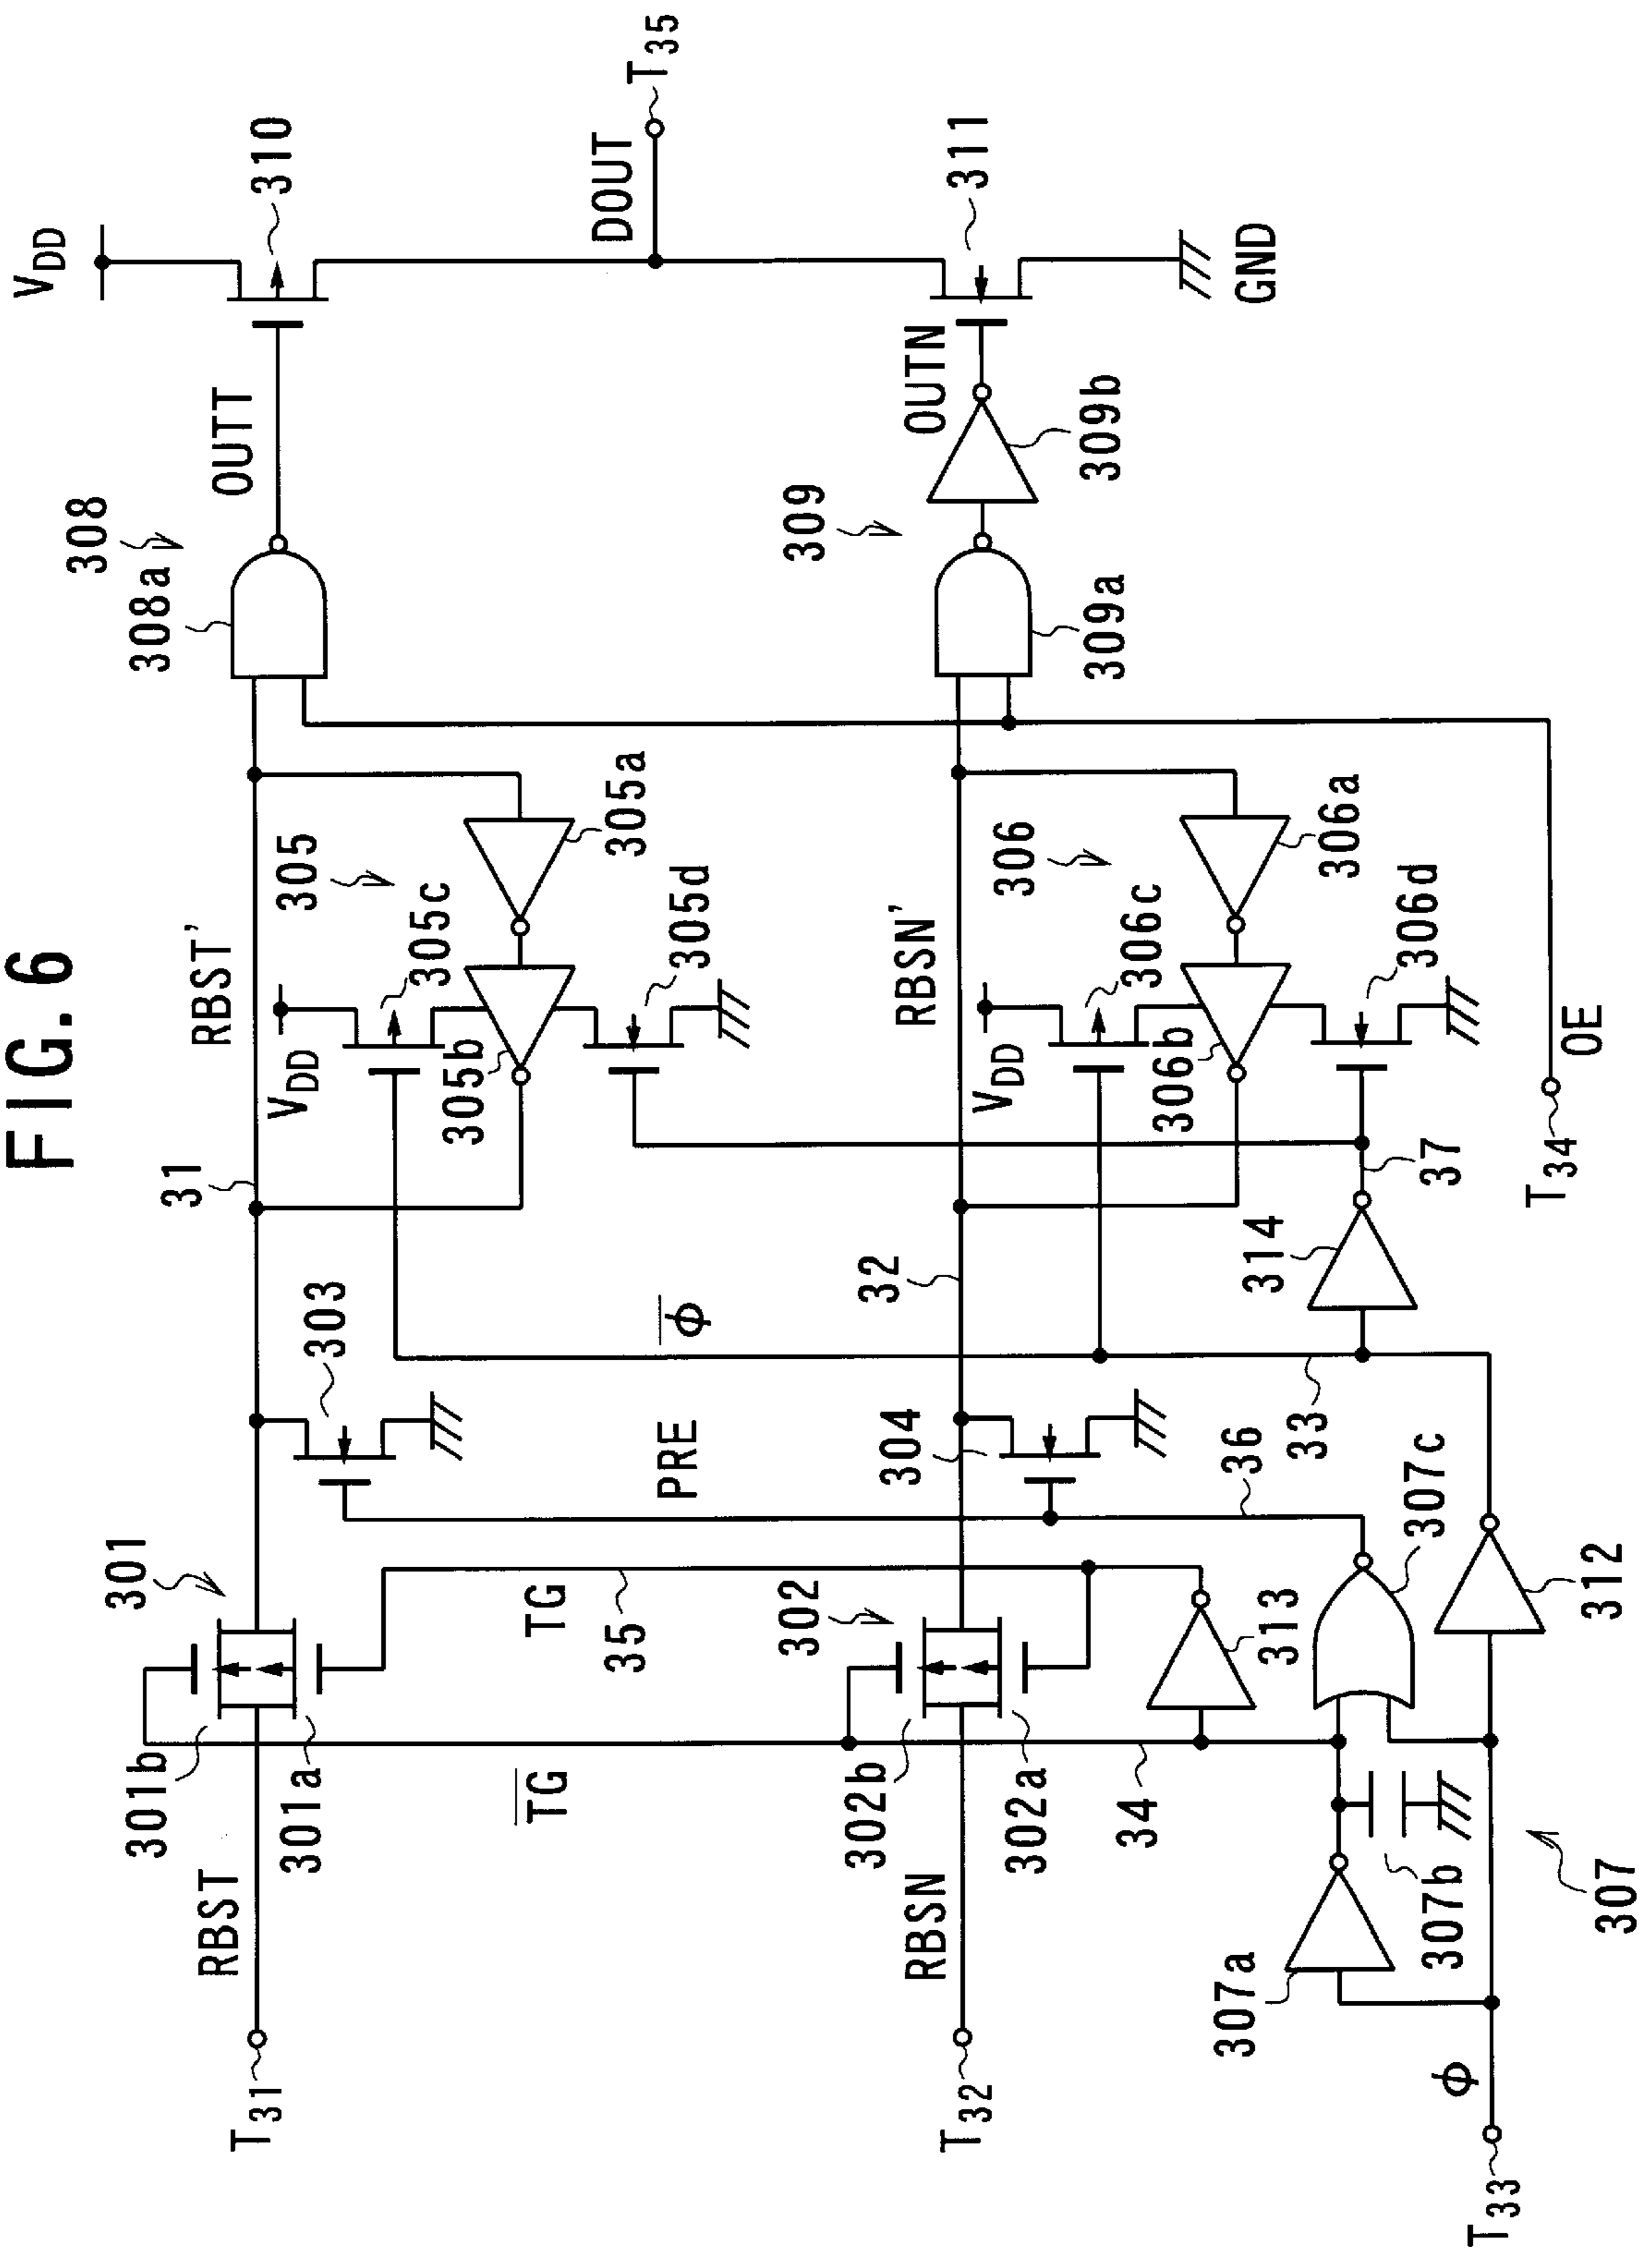 FIG. 6
V_DD
310
308
308a
OUTT
DOUT
T_35
RBST'
31
305
305a
305c
305d
V_DD
305b
303
301
301b
301a
RBST
T_31
309
309a
OUTN
309b
311
GND
RBSN'
32
306
306a
306c
306d
V_DD
306b
φ̅
PRE
304
TG
35
302
302b
302a
T̅G̅
RBSN
T_32
37
314
33
36
307c
313
312
34
307a
307b
307
φ
T_33
OE
T_34